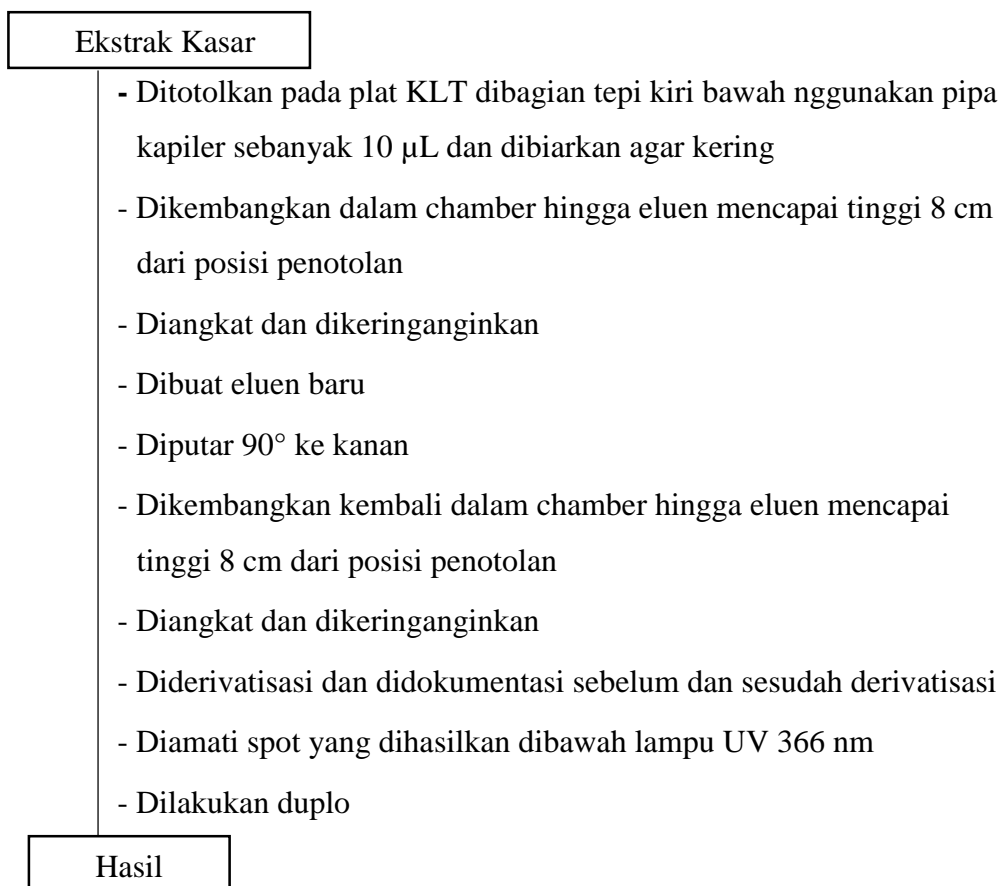 Ekstrak Kasar
- Ditotolkan pada plat KLT dibagian tepi kiri bawah nggunakan pipa
kapiler sebanyak 10 µL dan dibiarkan agar kering
- Dikembangkan dalam chamber hingga eluen mencapai tinggi 8 cm
dari posisi penotolan
- Diangkat dan dikeringanginkan
- Dibuat eluen baru
- Diputar 90° ke kanan
- Dikembangkan kembali dalam chamber hingga eluen mencapai
tinggi 8 cm dari posisi penotolan
- Diangkat dan dikeringanginkan
- Diderivatisasi dan didokumentasi sebelum dan sesudah derivatisasi
- Diamati spot yang dihasilkan dibawah lampu UV 366 nm
- Dilakukan duplo
Hasil